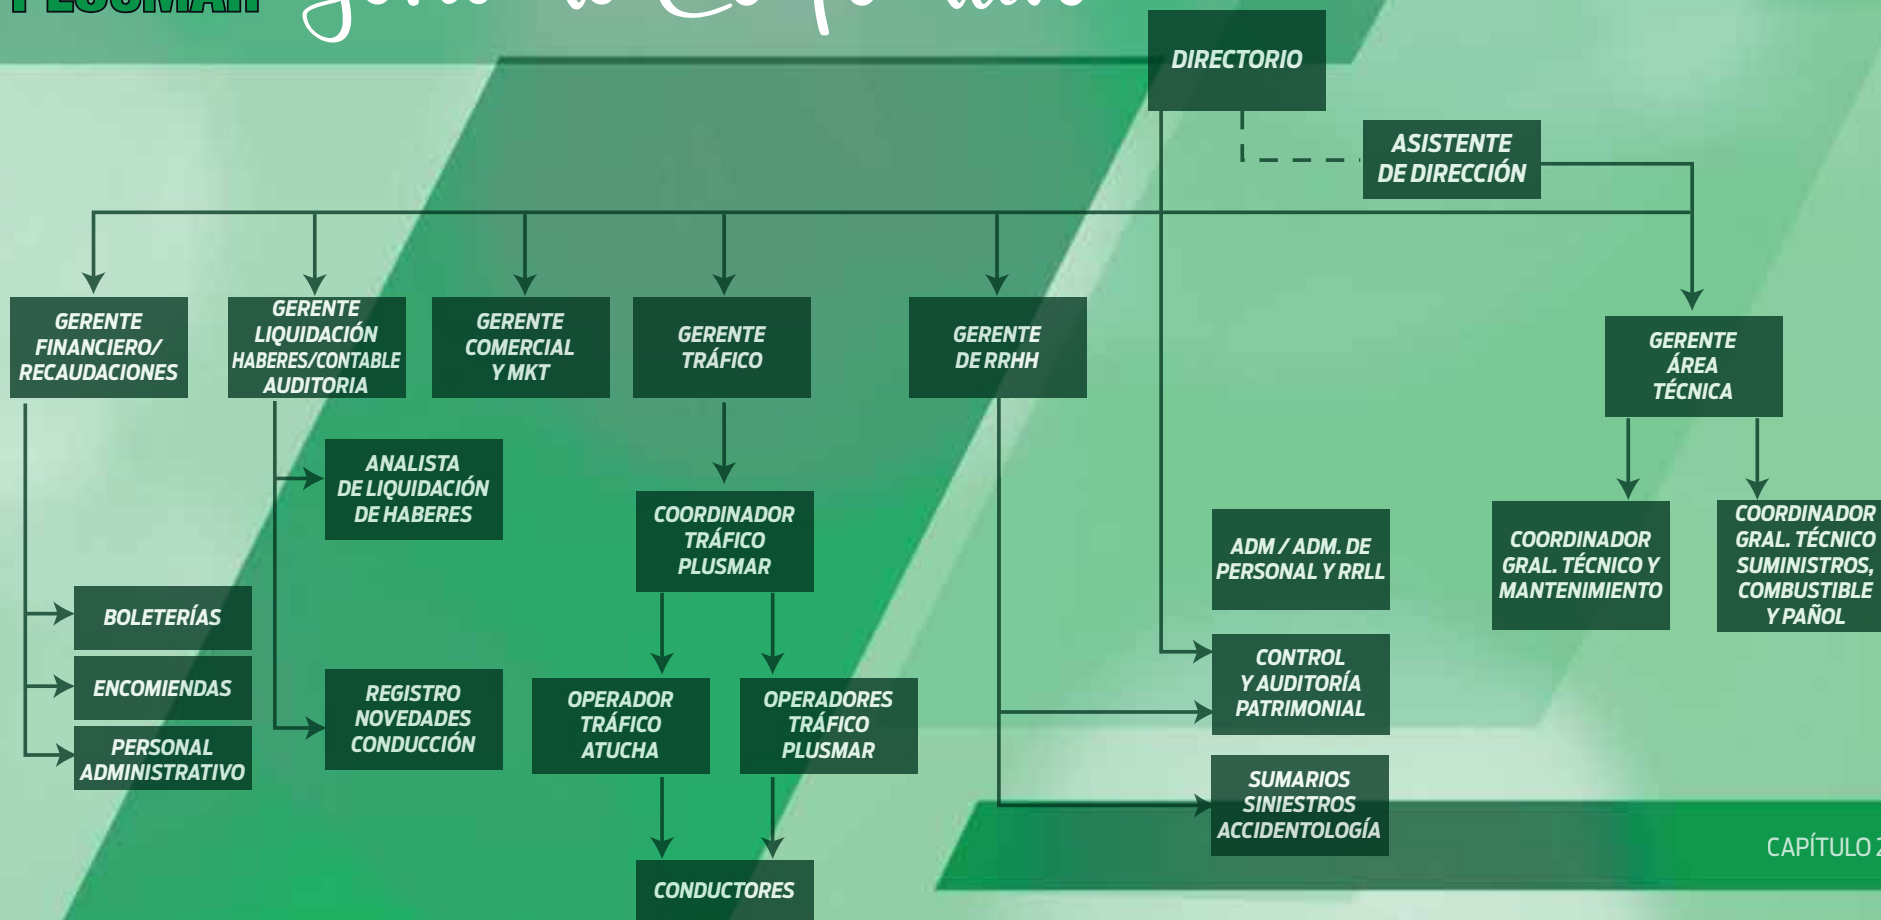 PLUSMAR
DIRECTORIO
ASISTENTE
DE DIRECCIÓN
GERENTE
FINANCIERO/
RECAUDACIONES
GERENTE
LIQUIDACIÓN
HABERES/CONTABLE
AUDITORIA
GERENTE
COMERCIAL
Y MKT
GERENTE
TRÁFICO
GERENTE
DE RRHH
GERENTE
ÁREA
TÉCNICA
ANALISTA
DE LIQUIDACIÓN
DE HABERES
COORDINADOR
TRÁFICO
PLUSMAR
ADM / ADM. DE
PERSONAL Y RRLL
COORDINADOR
GRAL. TÉCNICO Y
MANTENIMIENTO
COORDINADOR
GRAL. TÉCNICO
SUMINISTROS,
COMBUSTIBLE
Y PAÑOL
BOLETERÍAS
ENCOMIENDAS
PERSONAL
ADMINISTRATIVO
REGISTRO
NOVEDADES
CONDUCCIÓN
OPERADOR
TRÁFICO
ATUCHA
OPERADORES
TRÁFICO
PLUSMAR
CONTROL
Y AUDITORÍA
PATRIMONIAL
SUMARIOS
SINIESTROS
ACCIDENTOLOGÍA
CONDUCTORES
CAPÍTULO 2